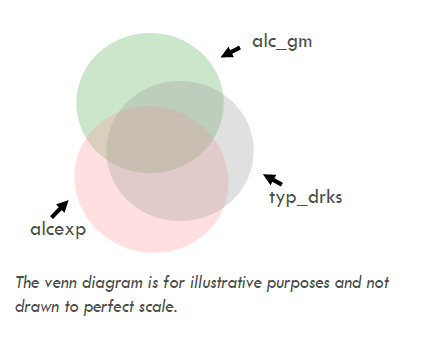 alc_gm
typ_drks
alcexp
The venn diagram is for illustrative purposes and not
drawn to perfect scale.